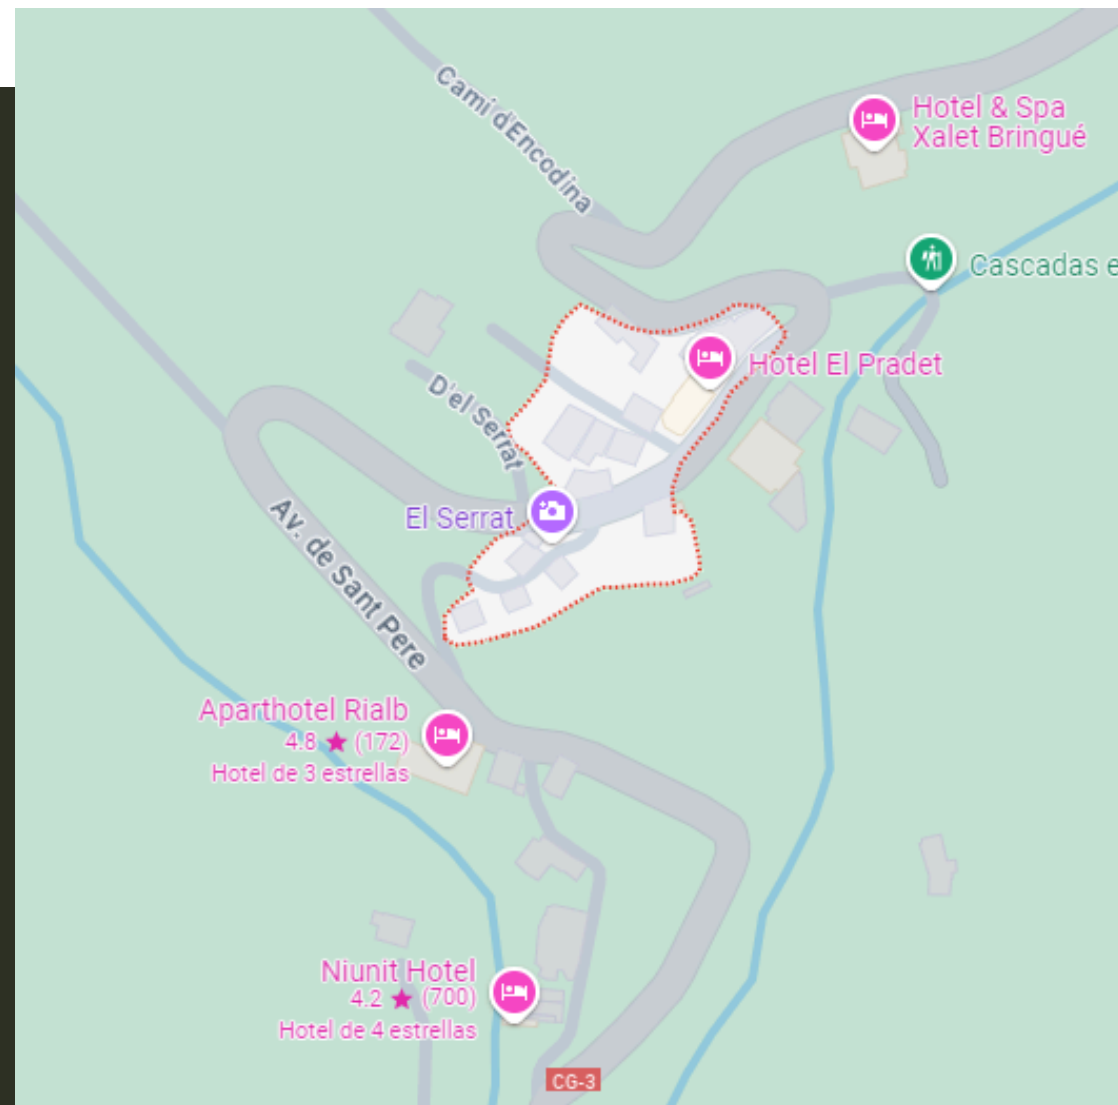 Camí d'Encodina
Hotel & Spa
Xalet Bringué
Cascadas e
Hotel El Pradet
D'el Serrat
El Serrat
Av. de Sant Pere
Aparthotel Rialb
4.8 ★ (172)
Hotel de 3 estrellas
Niunit Hotel
4.2 ★ (700)
Hotel de 4 estrellas
CG-3